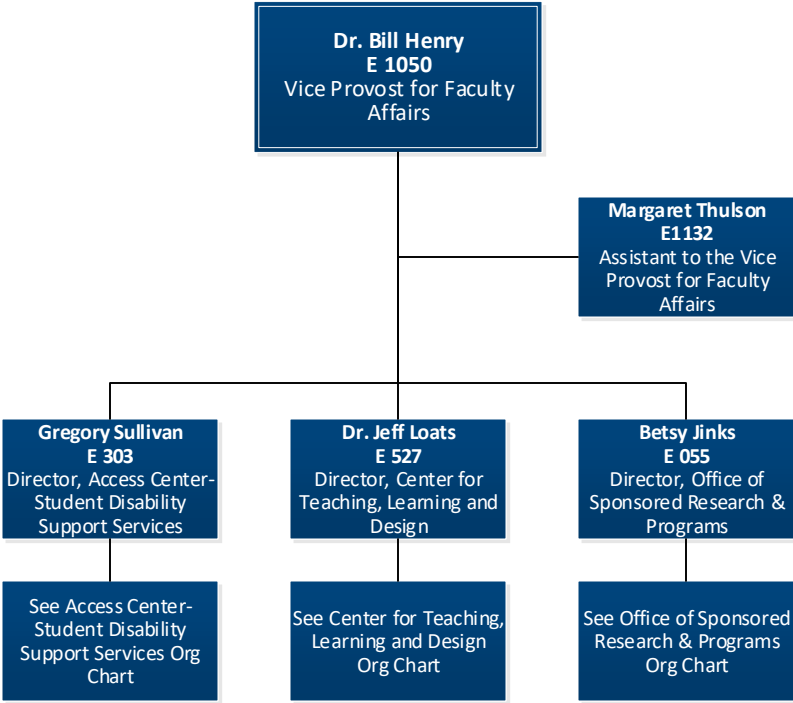 Dr. Bill Henry
E 1050
Vice Provost for Faculty
Affairs
Margaret Thulson
E1132
Assistant to the Vice
Provost for Faculty
Affairs
Gregory Sullivan
E 303
Director, Access Center-
Student Disability
Support Services
Dr. Jeff Loats
E 527
Director, Center for
Teaching, Learning and
Design
Betsy Jinks
E 055
Director, Office of
Sponsored Research &
Programs
See Access Center-
Student Disability
Support Services Org
Chart
See Center for Teaching,
Learning and Design
Org Chart
See Office of Sponsored
Research & Programs
Org Chart